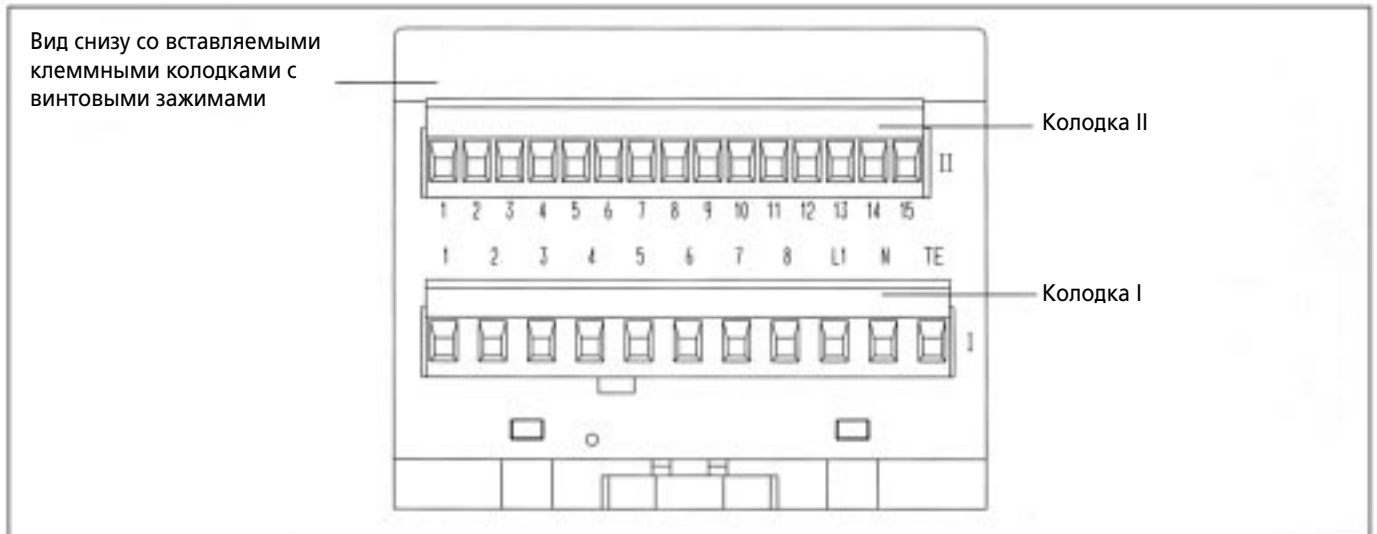 Вид снизу со вставляемыми
клеммными колодками с
винтовыми зажимами
Колодка II
II
1 2 3 4 5 6 7 8 9 10 11 12 13 14 15
1 2 3 4 5 6 7 8 L1 N TE
Колодка I
I